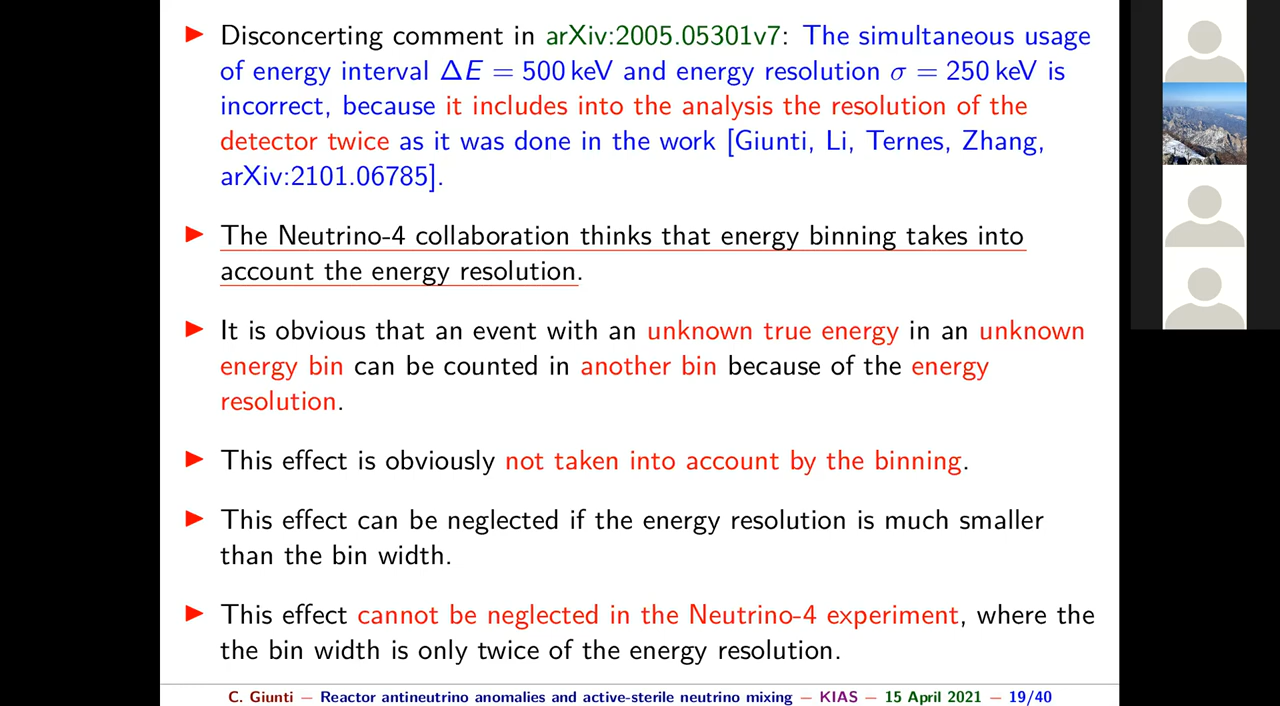 Disconcerting comment in arXiv:2005.05301v7: The simultaneous usage
of energy interval ΔE = 500 keV and energy resolution σ = 250 keV is
incorrect, because it includes into the analysis the resolution of the
detector twice as it was done in the work [Giunti, Li, Ternes, Zhang,
arXiv:2101.06785].
The Neutrino-4 collaboration thinks that energy binning takes into
account the energy resolution.
It is obvious that an event with an unknown true energy in an unknown
energy bin can be counted in another bin because of the energy
resolution.
This effect is obviously not taken into account by the binning.
This effect can be neglected if the energy resolution is much smaller
than the bin width.
This effect cannot be neglected in the Neutrino-4 experiment, where the
the bin width is only twice of the energy resolution.
C. Giunti — Reactor antineutrino anomalies and active-sterile neutrino mixing — KIAS — 15 April 2021 — 19/40